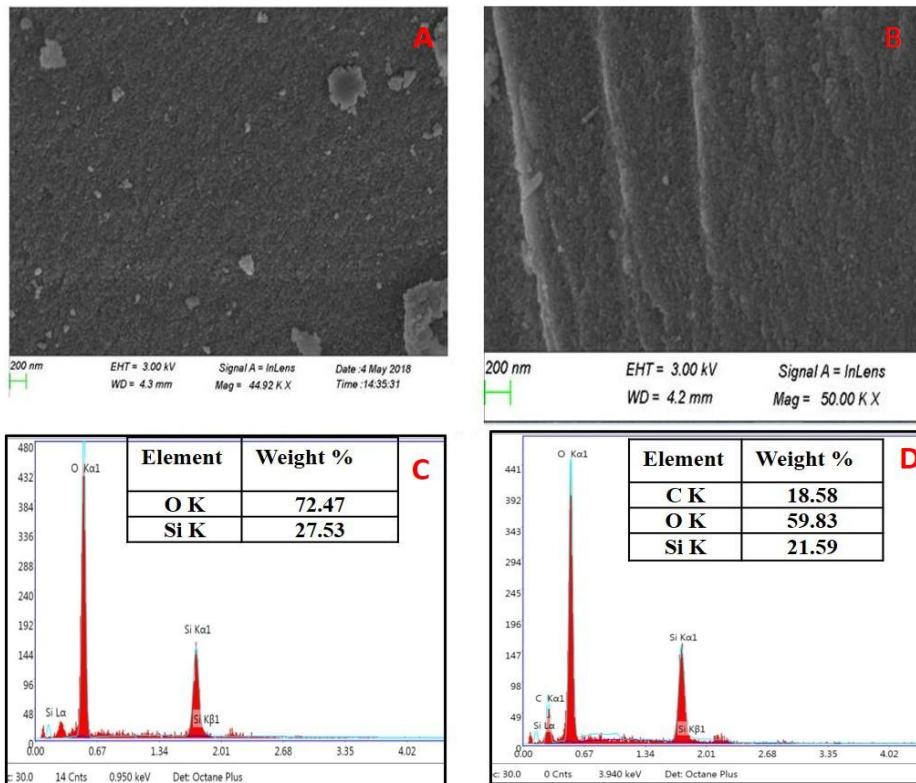 A
B
200 nm
EHT = 3.00 kV
Signal A = InLens
Date :4 May 2018
WD = 4.3 mm
Mag = 44.92 K X
Time :14:35:31
200 nm
EHT = 3.00 kV
Signal A = InLens
WD = 4.2 mm
Mag = 50.00 K X
C
Element Weight %
O K 72.47
Si K 27.53
480
432
384
336
288
240
192
144
96
48
O Kα1
Si Kα1
Si Lα
Si Kβ1
0.00 0.67 1.34 2.01 2.68 3.35 4.02
c: 30.0 14 Cnts 0.950 keV Det: Octane Plus
D
Element Weight %
C K 18.58
O K 59.83
Si K 21.59
441
392
343
294
245
196
147
98
49
O Kα1
Si Kα1
C Kα1
Si Lα
Si Kβ1
0.00 0.67 1.34 2.01 2.68 3.35 4.02
c: 30.0 0 Cnts 3.940 keV Det: Octane Plus